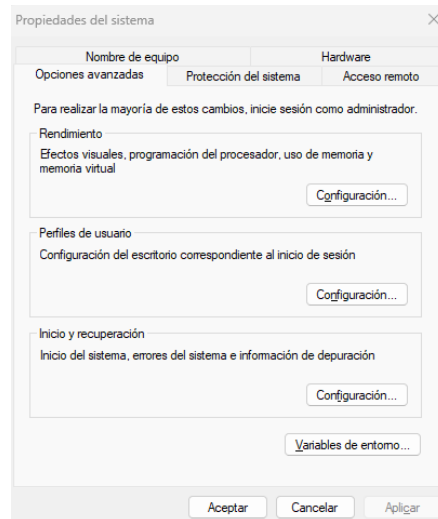 Propiedades del sistema
Nombre de equipo
Hardware
Opciones avanzadas
Protección del sistema
Acceso remoto
Para realizar la mayoría de estos cambios, inicie sesión como administrador.
Rendimiento
Efectos visuales, programación del procesador, uso de memoria y
memoria virtual
Configuración...
Perfiles de usuario
Configuración del escritorio correspondiente al inicio de sesión
Configuración...
Inicio y recuperación
Inicio del sistema, errores del sistema e información de depuración
Configuración...
Variables de entorno...
Aceptar
Cancelar
Aplicar